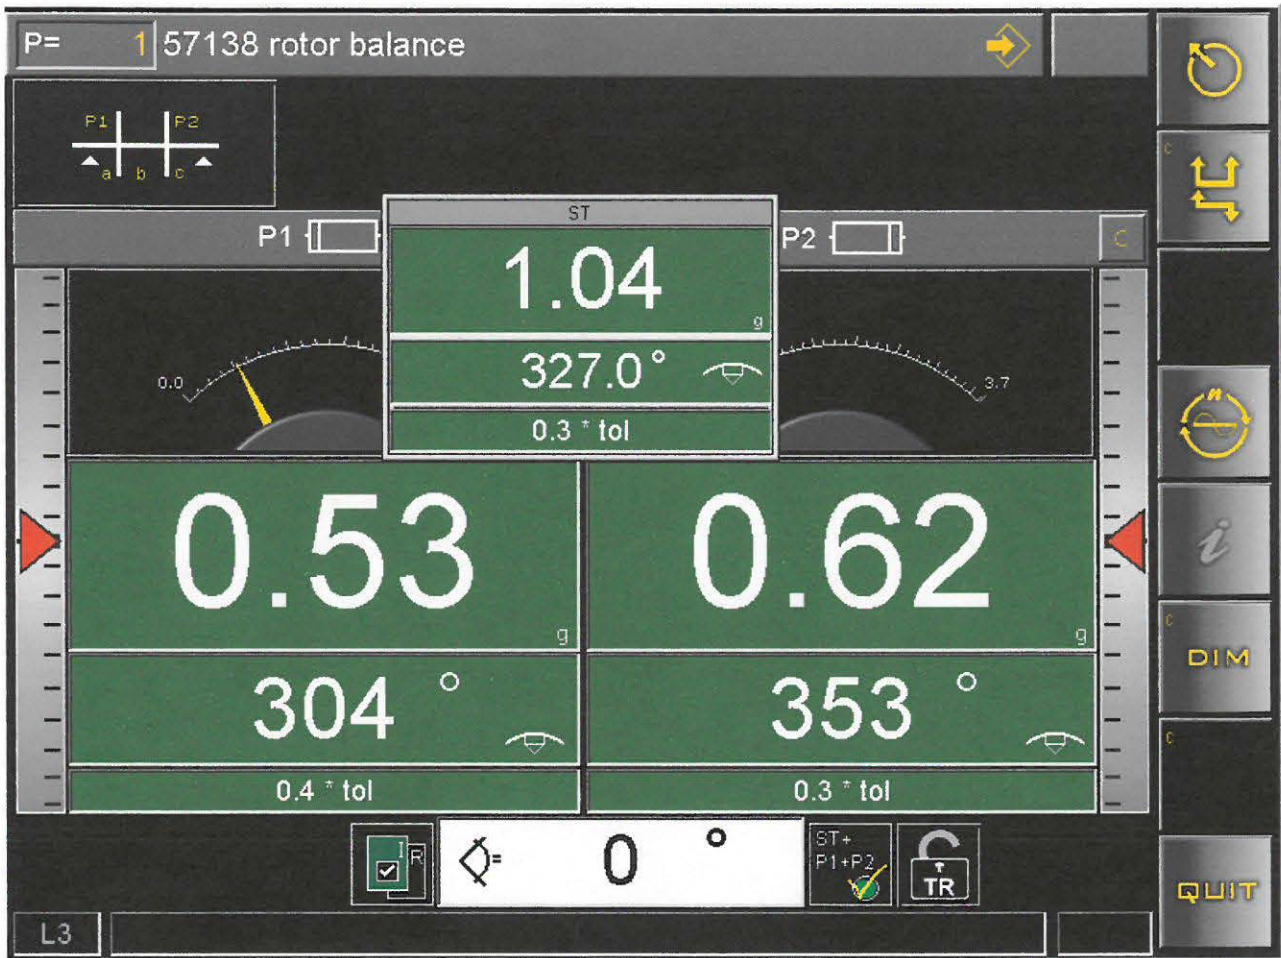 P= 1 57138 rotor balance
P1 P2
a b c
ST
P1 P2 C
1.04
g
327.0°
0.3 * tol
0.0 3.7
n
0.53 0.62
g g
i
304° 353°
C
DIM
0.4 * tol 0.3 * tol
C
I R
= 0°
ST+
P1+P2
TR
QUIT
L3